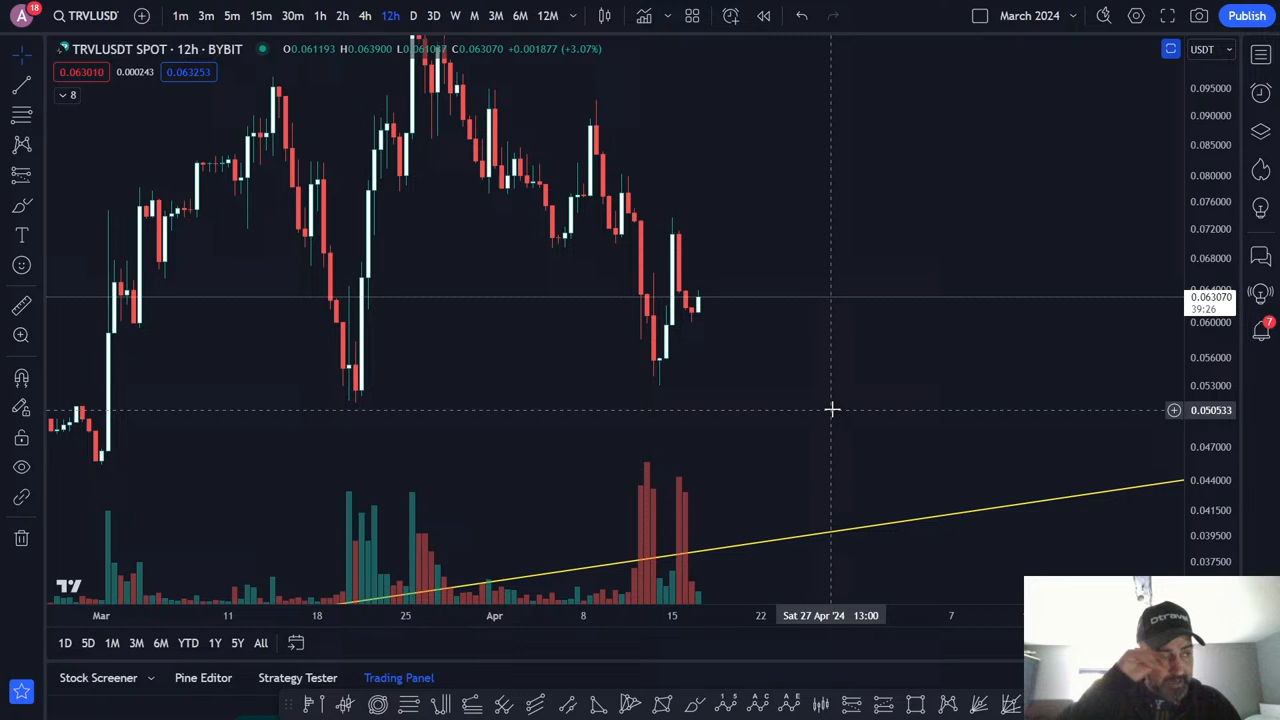 A
18
TRVLUSD
1m 3m 5m 15m 30m 1h 2h 4h 12h D 3D W M 3M 6M 12M
March 2024
Publish
TRVLUSDT SPOT · 12h · BYBIT
O0.061193 H0.063900 C0.063070 +0.001877 (+3.07%)
USDT
0.063010
0.000243
0.063253
8
0.095000
0.090000
0.085000
0.080000
0.076000
0.072000
0.068000
0.063070
39:26
0.060000
0.056000
0.053000
0.050533
0.047000
0.044000
0.041500
0.039500
0.037500
7
Mar
11
18
25
Apr
8
15
22
Sat 27 Apr '24 13:00
7
1D 5D 1M 3M 6M YTD 1Y 5Y All
Stock Screener
Pine Editor
Strategy Tester
Trading Panel
Dtravel